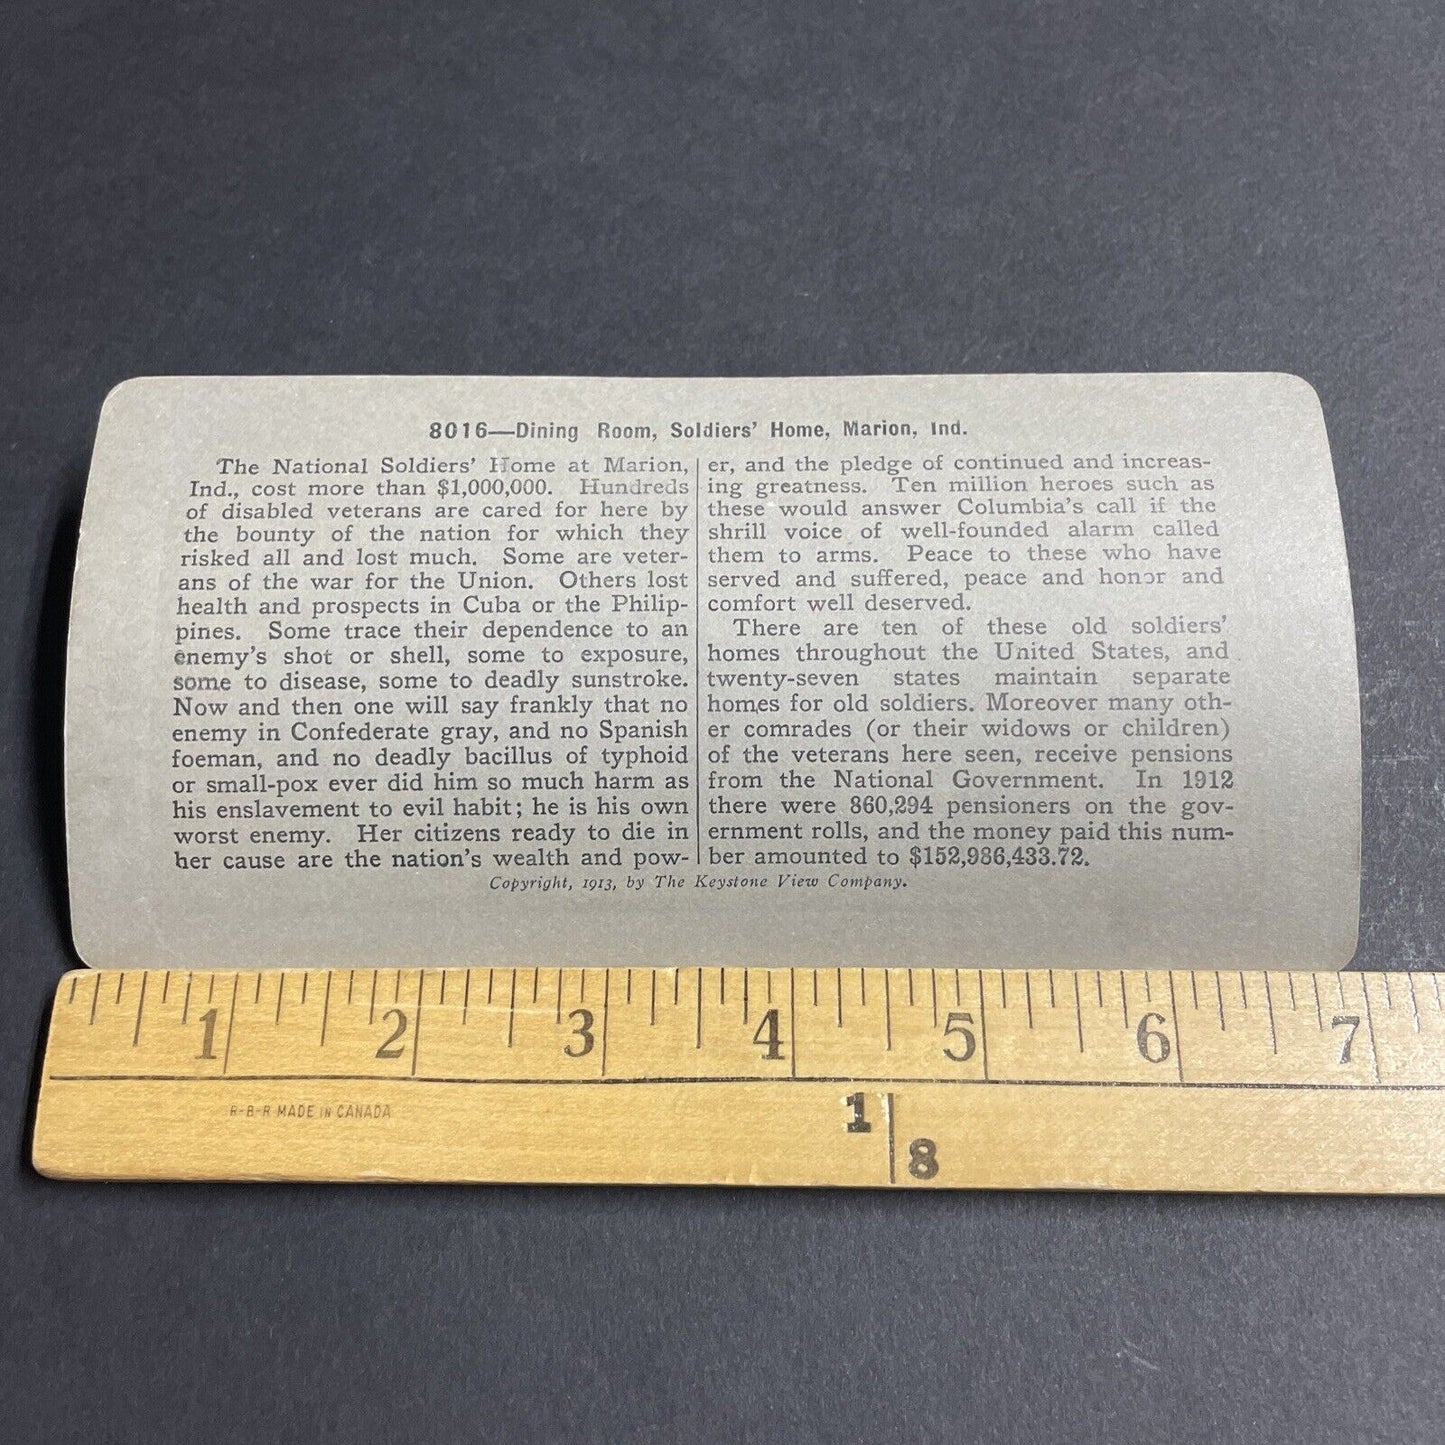 8016—Dining Room, Soldiers' Home, Marion, Ind.
The National Soldiers' Home at Marion,
Ind., cost more than $1,000,000. Hundreds
of disabled veterans are cared for here by
the bounty of the nation for which they
risked all and lost much. Some are veter-
ans of the war for the Union. Others lost
health and prospects in Cuba or the Philip-
pines. Some trace their dependence to an
enemy's shot or shell, some to exposure,
some to disease, some to deadly sunstroke.
Now and then one will say frankly that no
enemy in Confederate gray, and no Spanish
foeman, and no deadly bacillus of typhoid
or small-pox ever did him so much harm as
his enslavement to evil habit; he is his own
worst enemy. Her citizens ready to die in
her cause are the nation's wealth and pow-
er, and the pledge of continued and increas-
ing greatness. Ten million heroes such as
these would answer Columbia's call if the
shrill voice of well-founded alarm called
them to arms. Peace to these who have
served and suffered, peace and honor and
comfort well deserved.
There are ten of these old soldiers'
homes throughout the United States, and
twenty-seven states maintain separate
homes for old soldiers. Moreover many oth-
er comrades (or their widows or children)
of the veterans here seen, receive pensions
from the National Government. In 1912
there were 860,294 pensioners on the gov-
ernment rolls, and the money paid this num-
ber amounted to $152,986,433.72.
Copyright, 1913, by The Keystone View Company.
1 2 3 4 5 6 7
R-B-R MADE IN CANADA
1
8